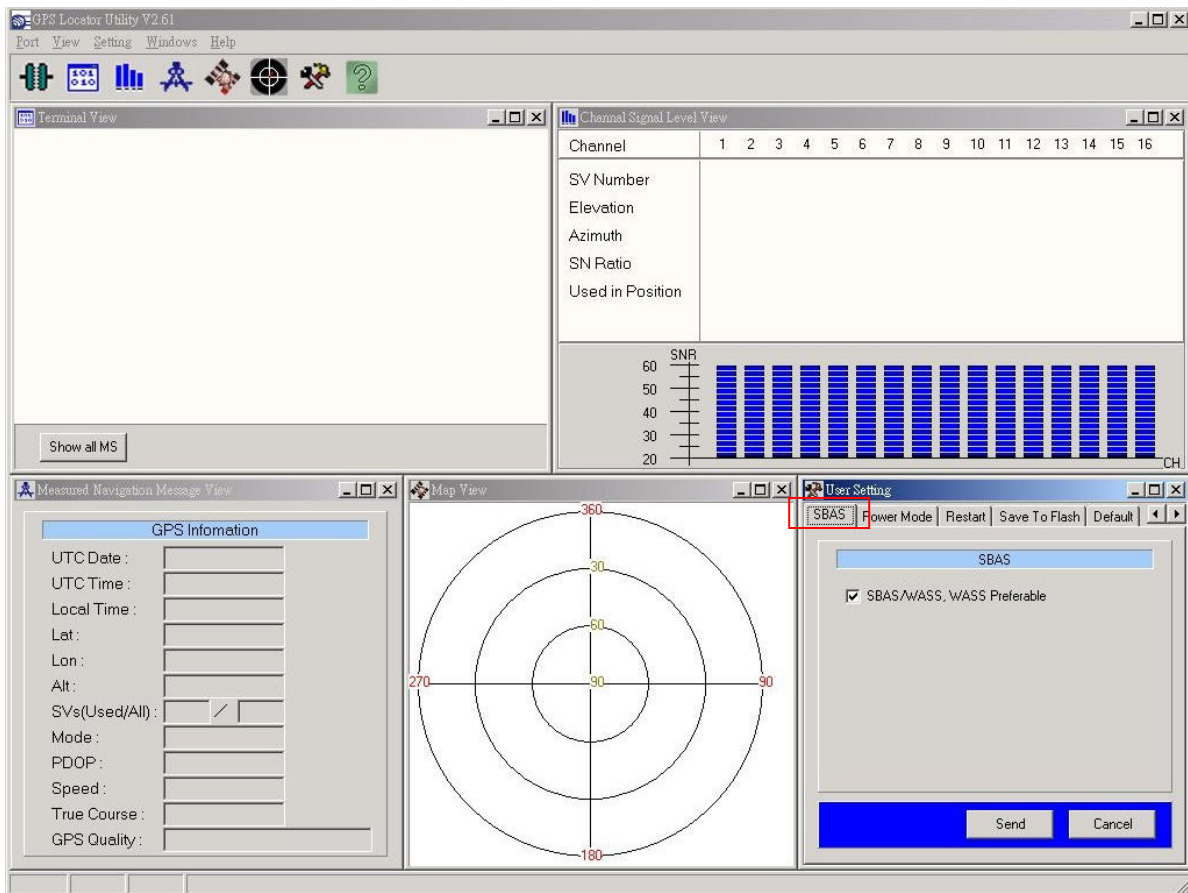 GPS Locator Utility V2.61
Port View Setting Windows Help
101
010
Terminal View
Show all MS
Channal Signal Level View
Channel 1 2 3 4 5 6 7 8 9 10 11 12 13 14 15 16
SV Number
Elevation
Azimuth
SN Ratio
Used in Position
SNR
60
50
40
30
20
CH.
Measured Navigation Message View
GPS Infomation
UTC Date :
UTC Time :
Local Time :
Lat :
Lon :
Alt :
SVs(Used/All) : /
Mode :
PDOP :
Speed :
True Course :
GPS Quality :
Map View
360
30
60
270 90 90
180
User Setting
SBAS Power Mode Restart Save To Flash Default
SBAS
SBAS/WASS, WASS Preferable
Send Cancel